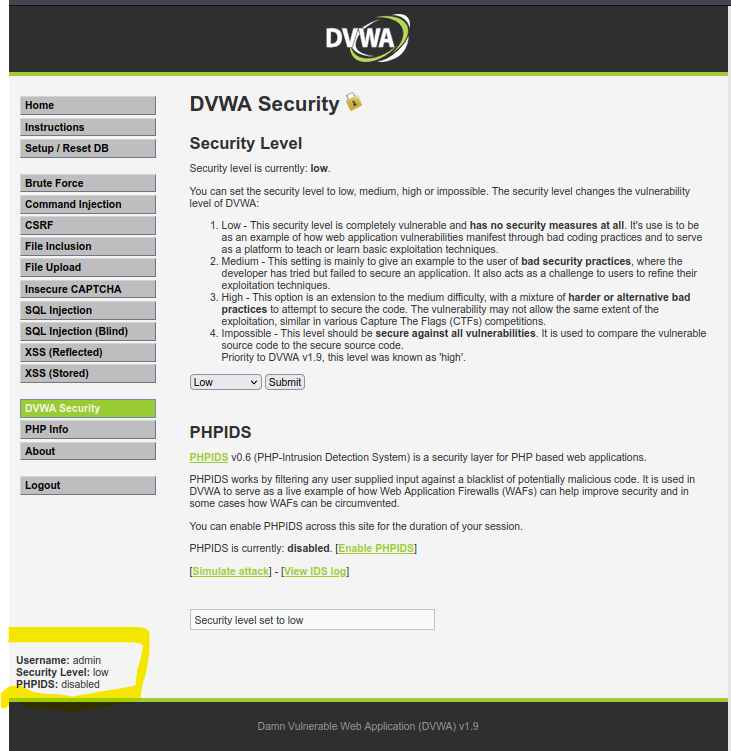 DVWA
Home
Instructions
Setup / Reset DB
Brute Force
Command Injection
CSRF
File Inclusion
File Upload
Insecure CAPTCHA
SQL Injection
SQL Injection (Blind)
XSS (Reflected)
XSS (Stored)
DVWA Security
PHP Info
About
Logout
Username: admin
Security Level: low
PHPIDS: disabled
DVWA Security
Security Level
Security level is currently: low.
You can set the security level to low, medium, high or impossible. The security level changes the vulnerability
level of DVWA:
1. Low - This security level is completely vulnerable and has no security measures at all. It's use is to be
as an example of how web application vulnerabilities manifest through bad coding practices and to serve
as a platform to teach or learn basic exploitation techniques.
2. Medium - This setting is mainly to give an example to the user of bad security practices, where the
developer has tried but failed to secure an application. It also acts as a challenge to users to refine their
exploitation techniques.
3. High - This option is an extension to the medium difficulty, with a mixture of harder or alternative bad
practices to attempt to secure the code. The vulnerability may not allow the same extent of the
exploitation, similar in various Capture The Flags (CTFs) competitions.
4. Impossible - This level should be secure against all vulnerabilities. It is used to compare the vulnerable
source code to the secure source code.
Priority to DVWA v1.9, this level was known as 'high'.
Low Submit
PHPIDS
PHPIDS v0.6 (PHP-Intrusion Detection System) is a security layer for PHP based web applications.
PHPIDS works by filtering any user supplied input against a blacklist of potentially malicious code. It is used in
DVWA to serve as a live example of how Web Application Firewalls (WAFs) can help improve security and in
some cases how WAFs can be circumvented.
You can enable PHPIDS across this site for the duration of your session.
PHPIDS is currently: disabled. [Enable PHPIDS]
[Simulate attack] - [View IDS log]
Security level set to low
Damn Vulnerable Web Application (DVWA) v1.9